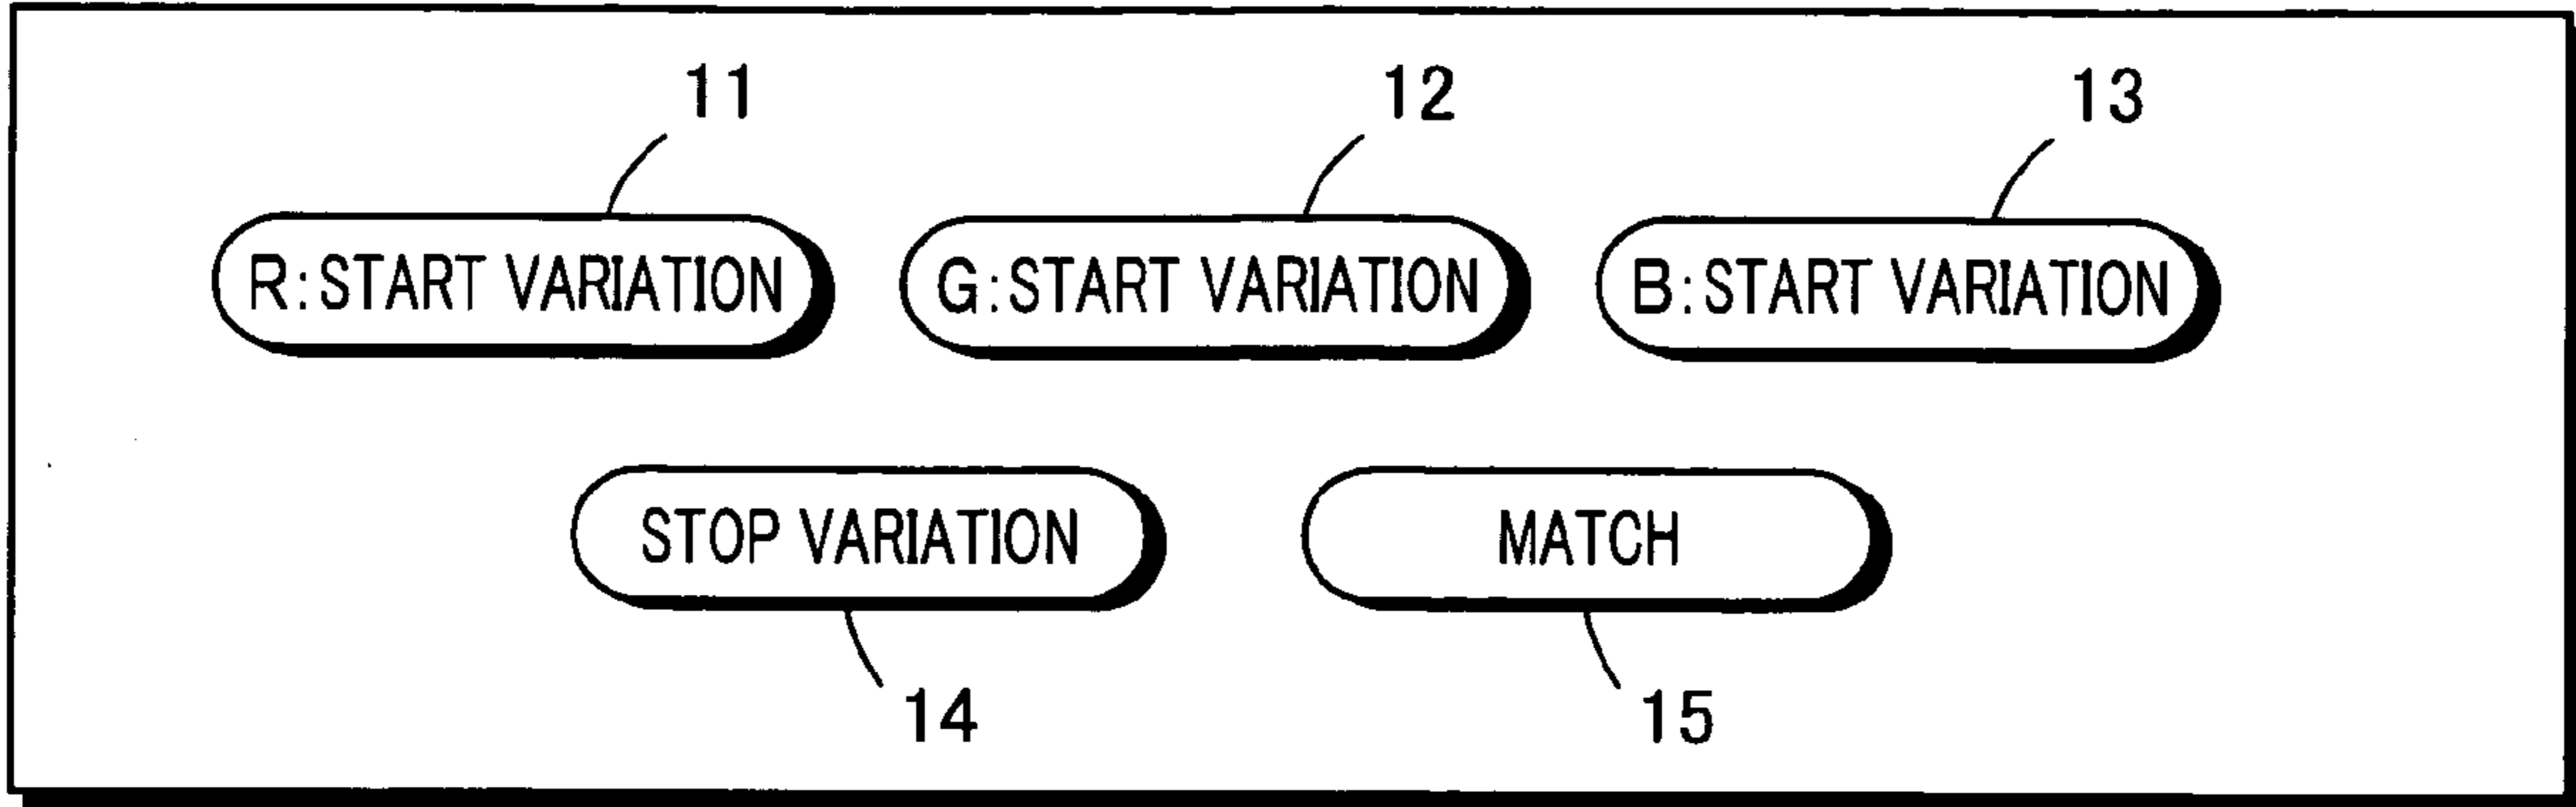 11 12 13
R:START VARIATION G:START VARIATION B:START VARIATION
STOP VARIATION MATCH
14 15